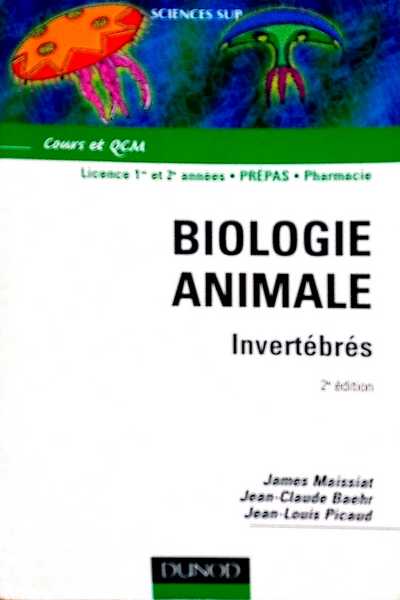 SCIENCES SUP
Cours et QCM
Licence 1re et 2e années • PRÉPAS • Pharmacie
BIOLOGIE
ANIMALE
Invertébrés
2e édition
James Maissiat
Jean-Claude Baehr
Jean-Louis Picaud
DUNOD